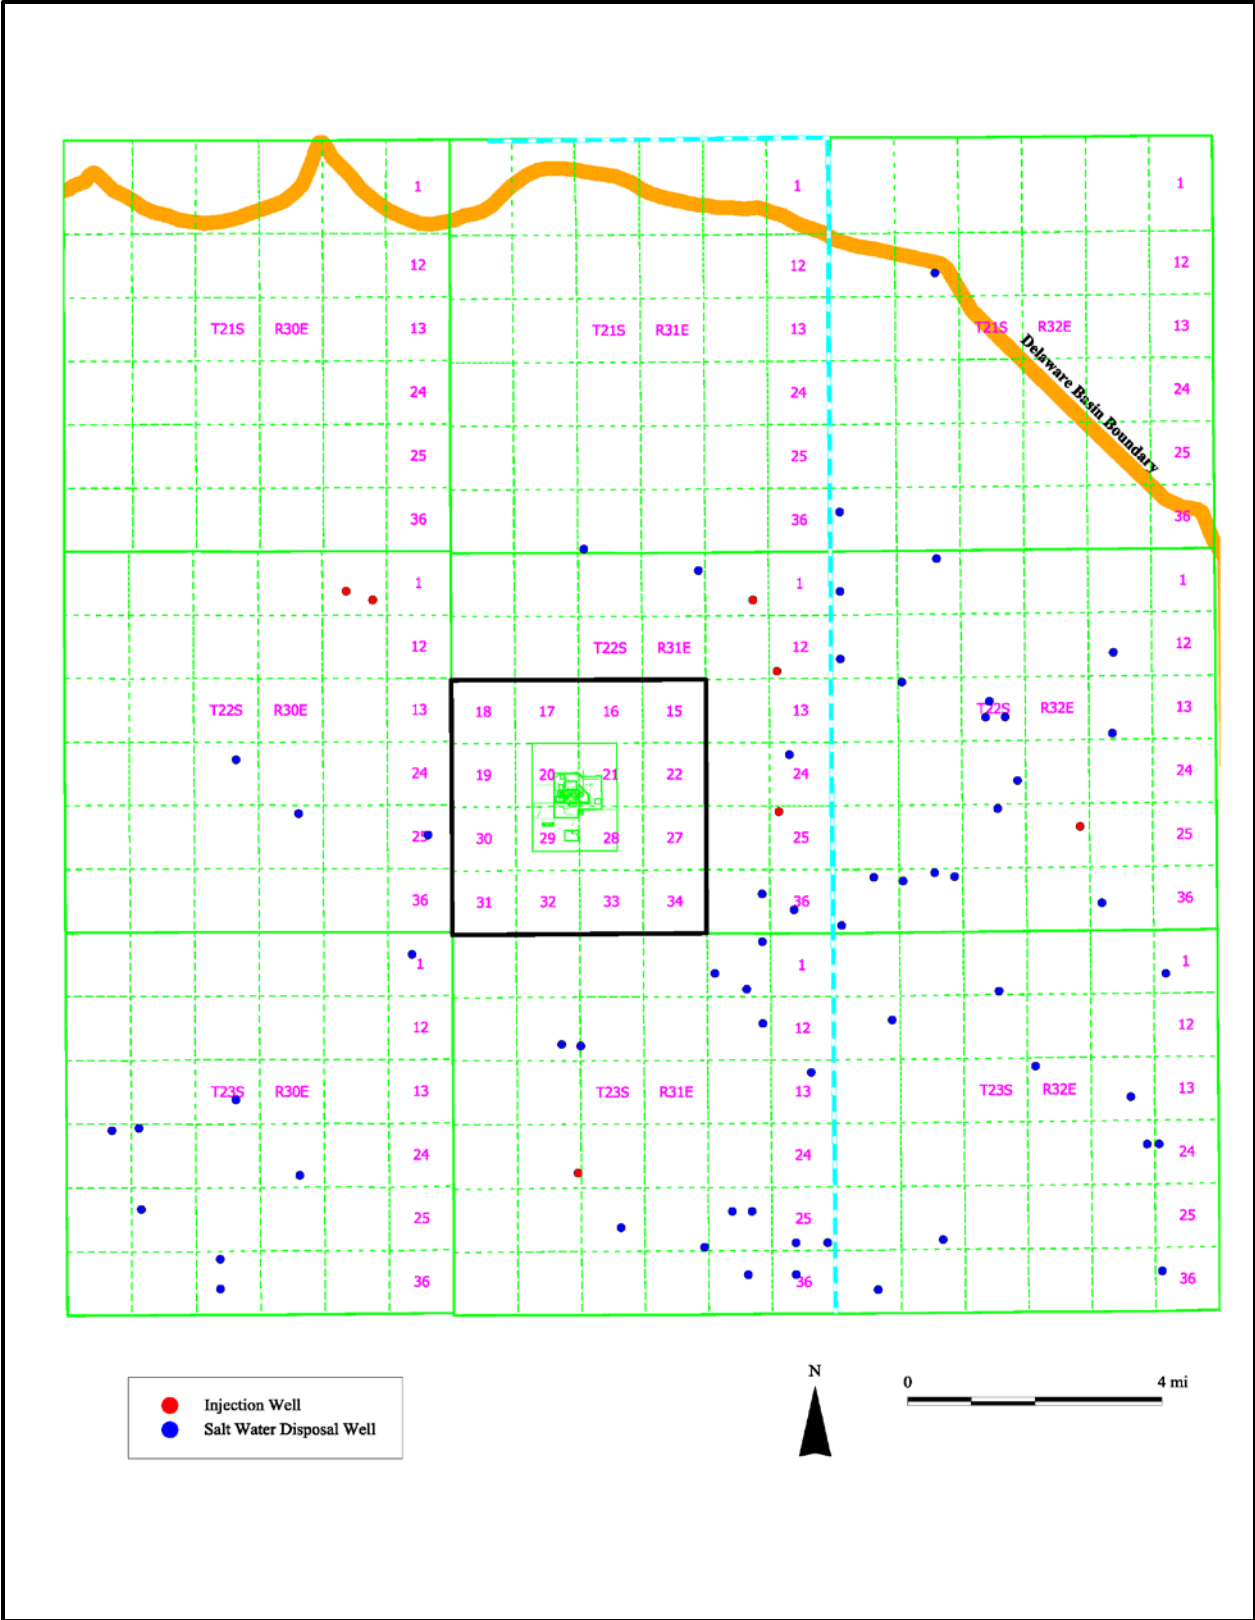 1
1
1
12
12
12
T21S R30E 13
T21S R31E 13
T21S R32E 13
Delaware Basin Boundary
24
24
24
25
25
25
36
36
36
1
1
1
12
T22S R31E 12
12
T22S R30E 13
18 17 16 15 13
T22S R32E 13
24
19 20 21 22 24
24
25
30 29 28 27 25
25
36
31 32 33 34 36
36
1
1
1
12
12
12
T23S R30E 13
T23S R31E 13
T23S R32E 13
24
24
24
25
25
25
36
36
36
Injection Well
Salt Water Disposal Well
N
0 4 mi